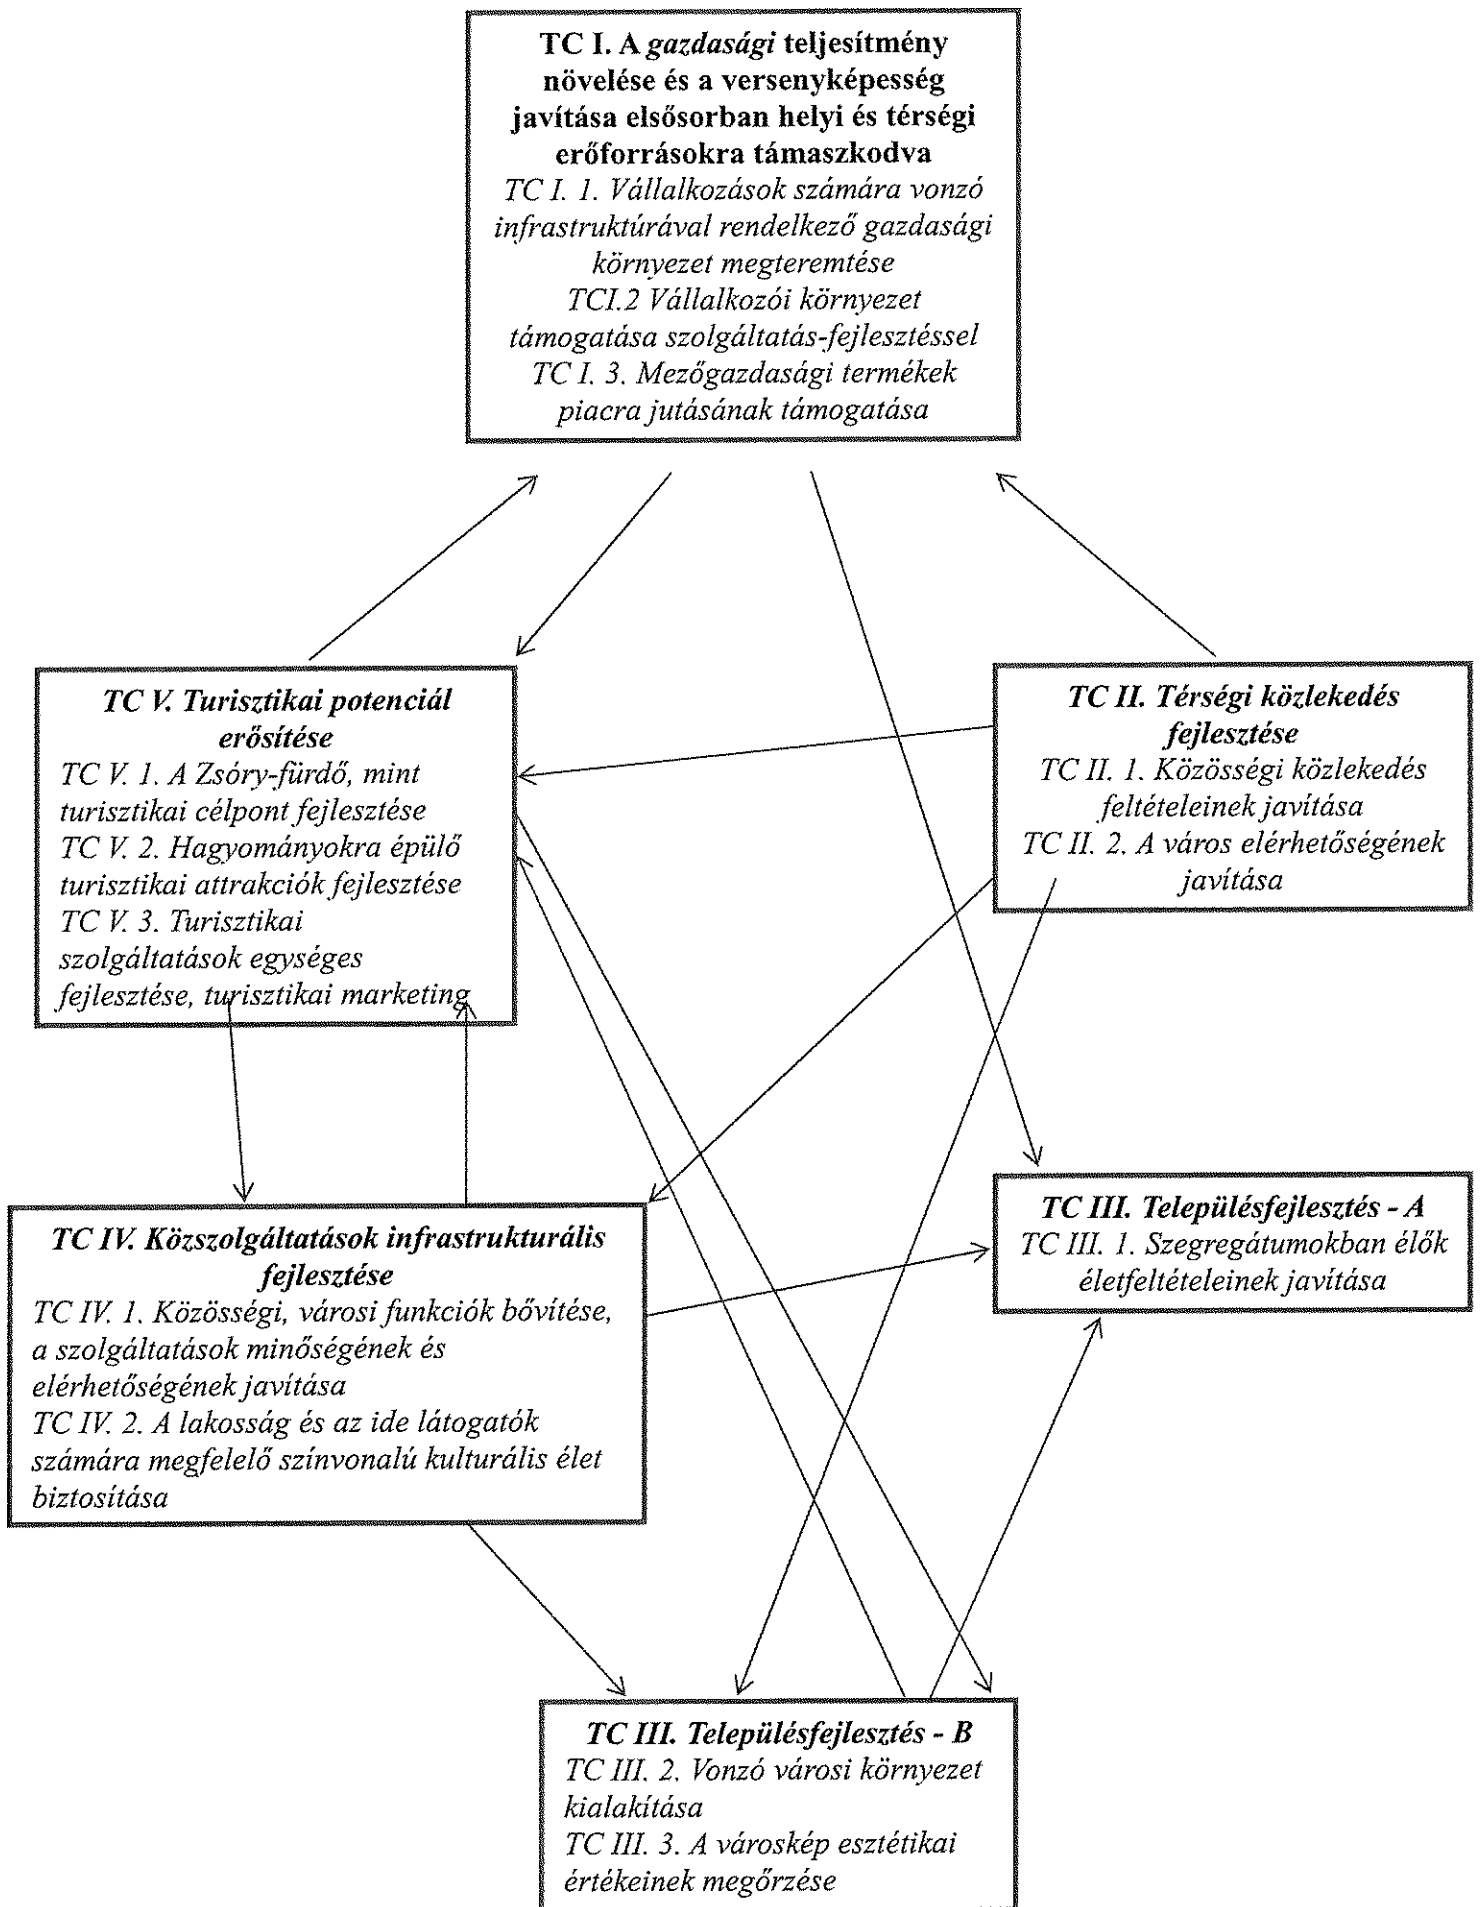 TC I. A gazdasági teljesítmény
növelése és a versenyképesség
javítása elsősorban helyi és térségi
erőforrásokra támaszkodva
TC I. 1. Vállalkozások számára vonzó
infrastruktúrával rendelkező gazdasági
környezet megteremtése
TCI.2 Vállalkozói környezet
támogatása szolgáltatás-fejlesztéssel
TC I. 3. Mezőgazdasági termékek
piacra jutásának támogatása
TC V. Turisztikai potenciál
erősítése
TC V. 1. A Zsóry-fürdő, mint
turisztikai célpont fejlesztése
TC V. 2. Hagyományokra épülő
turisztikai attrakciók fejlesztése
TC V. 3. Turisztikai
szolgáltatások egységes
fejlesztése, turisztikai marketing
TC II. Térségi közlekedés
fejlesztése
TC II. 1. Közösségi közlekedés
feltételeinek javítása
TC II. 2. A város elérhetőségének
javítása
TC IV. Közszolgáltatások infrastrukturális
fejlesztése
TC IV. 1. Közösségi, városi funkciók bővítése,
a szolgáltatások minőségének és
elérhetőségének javítása
TC IV. 2. A lakosság és az ide látogatók
számára megfelelő színvonalú kulturális élet
biztosítása
TC III. Településfejlesztés - A
TC III. 1. Szegregátumokban élők
életfeltételeinek javítása
TC III. Településfejlesztés - B
TC III. 2. Vonzó városi környezet
kialakítása
TC III. 3. A városkép esztétikai
értékeinek megőrzése